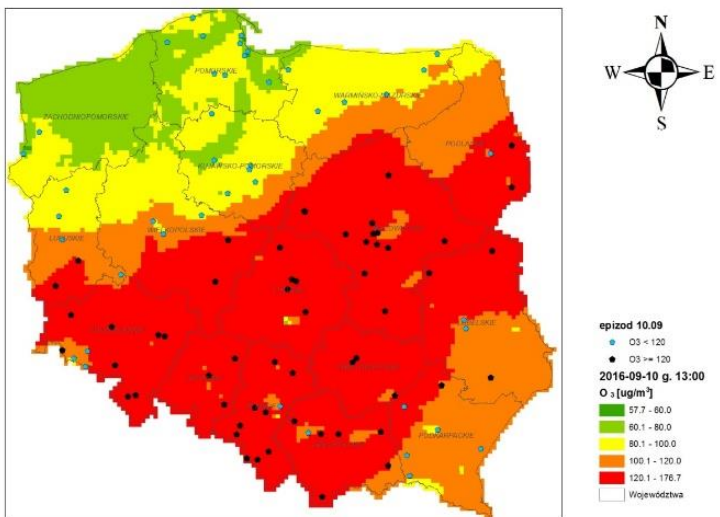 N
W E
S
POMORSKIE
ZACHODNIOPOMORSKIE
WARMIŃSKO-MAZURSKIE
PODLASKIE
KUJAWSKO-POMORSKIE
WIELKOPOLSKIE
LUBUSKIE
PODKARPACKIE
epizod 10.09
O3 < 120
O3 >= 120
2016-09-10 g. 13:00
O 3 [ug/m³]
57.7 - 60.0
60.1 - 80.0
80.1 - 100.0
100.1 - 120.0
120.1 - 176.7
Województwa